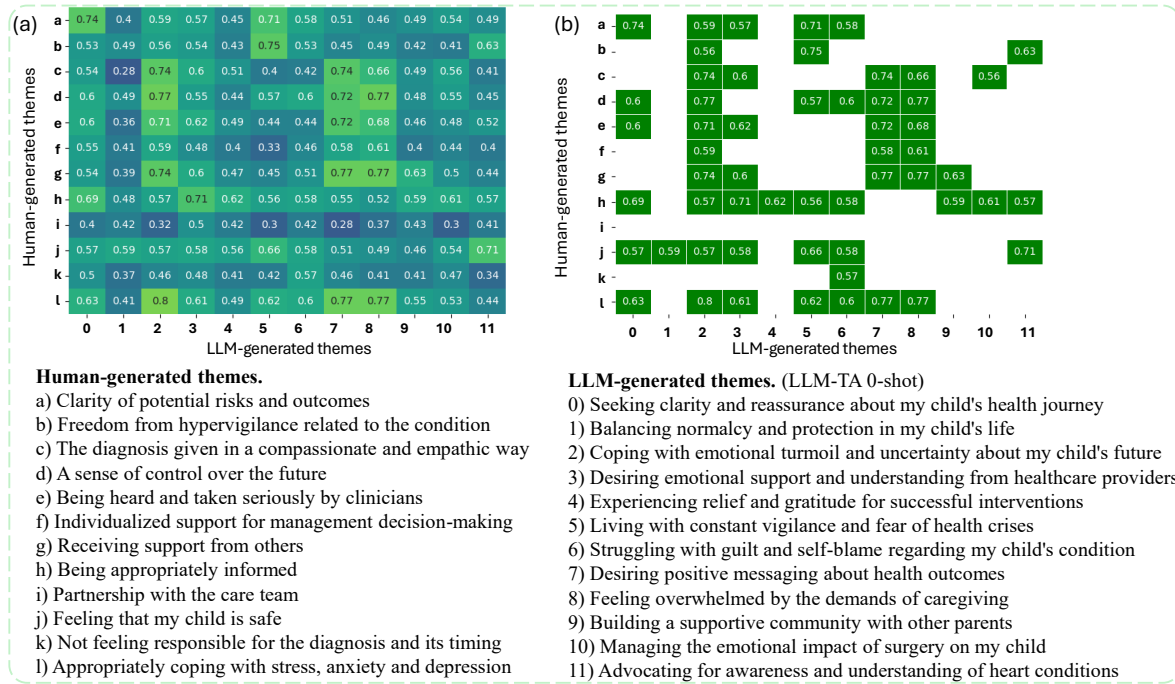 (a)
Human-generated themes
a 0.74 0.4 0.59 0.57 0.45 0.71 0.58 0.51 0.46 0.49 0.54 0.49
b 0.53 0.49 0.56 0.54 0.43 0.75 0.53 0.45 0.49 0.42 0.41 0.63
c 0.54 0.28 0.74 0.6 0.51 0.4 0.42 0.74 0.66 0.49 0.56 0.41
d 0.6 0.49 0.77 0.55 0.44 0.57 0.6 0.72 0.77 0.48 0.55 0.45
e 0.6 0.36 0.71 0.62 0.49 0.44 0.44 0.72 0.68 0.46 0.48 0.52
f 0.55 0.41 0.59 0.48 0.4 0.33 0.46 0.58 0.61 0.4 0.44 0.4
g 0.54 0.39 0.74 0.6 0.47 0.45 0.51 0.77 0.77 0.63 0.5 0.44
h 0.69 0.48 0.57 0.71 0.62 0.56 0.58 0.55 0.52 0.59 0.61 0.57
i 0.4 0.42 0.32 0.5 0.42 0.3 0.42 0.28 0.37 0.43 0.3 0.41
j 0.57 0.59 0.57 0.58 0.56 0.66 0.58 0.51 0.49 0.46 0.54 0.71
k 0.5 0.37 0.46 0.48 0.41 0.42 0.57 0.46 0.41 0.41 0.47 0.34
l 0.63 0.41 0.8 0.61 0.49 0.62 0.6 0.77 0.77 0.55 0.53 0.44
0 1 2 3 4 5 6 7 8 9 10 11
LLM-generated themes
(b)
Human-generated themes
a 0.74 0.59 0.57 0.71 0.58
b 0.56 0.75 0.63
c 0.74 0.6 0.74 0.66 0.56
d 0.6 0.77 0.57 0.6 0.72 0.77
e 0.6 0.71 0.62 0.72 0.68
f 0.59 0.58 0.61
g 0.74 0.6 0.77 0.77 0.63
h 0.69 0.57 0.71 0.62 0.56 0.58 0.59 0.61 0.57
i
j 0.57 0.59 0.57 0.58 0.66 0.58 0.71
k 0.57
l 0.63 0.8 0.61 0.62 0.6 0.77 0.77
0 1 2 3 4 5 6 7 8 9 10 11
LLM-generated themes
Human-generated themes.
a) Clarity of potential risks and outcomes
b) Freedom from hypervigilance related to the condition
c) The diagnosis given in a compassionate and empathic way
d) A sense of control over the future
e) Being heard and taken seriously by clinicians
f) Individualized support for management decision-making
g) Receiving support from others
h) Being appropriately informed
i) Partnership with the care team
j) Feeling that my child is safe
k) Not feeling responsible for the diagnosis and its timing
l) Appropriately coping with stress, anxiety and depression
LLM-generated themes. (LLM-TA 0-shot)
0) Seeking clarity and reassurance about my child's health journey
1) Balancing normalcy and protection in my child's life
2) Coping with emotional turmoil and uncertainty about my child's future
3) Desiring emotional support and understanding from healthcare providers
4) Experiencing relief and gratitude for successful interventions
5) Living with constant vigilance and fear of health crises
6) Struggling with guilt and self-blame regarding my child's condition
7) Desiring positive messaging about health outcomes
8) Feeling overwhelmed by the demands of caregiving
9) Building a supportive community with other parents
10) Managing the emotional impact of surgery on my child
11) Advocating for awareness and understanding of heart conditions